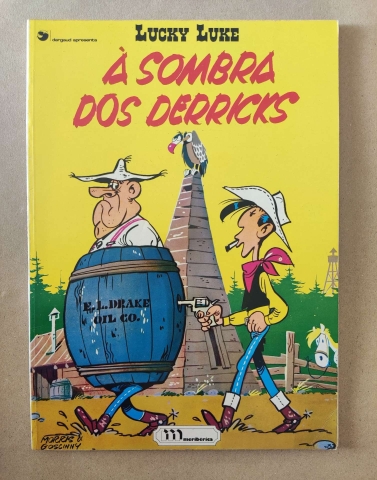 dargaud apresenta
LUCKY LUKE
À SOMBRA
DOS DERRICKS
E.L. DRAKE
OIL CO.
MORRIS &
GOSCINNY
meribérica